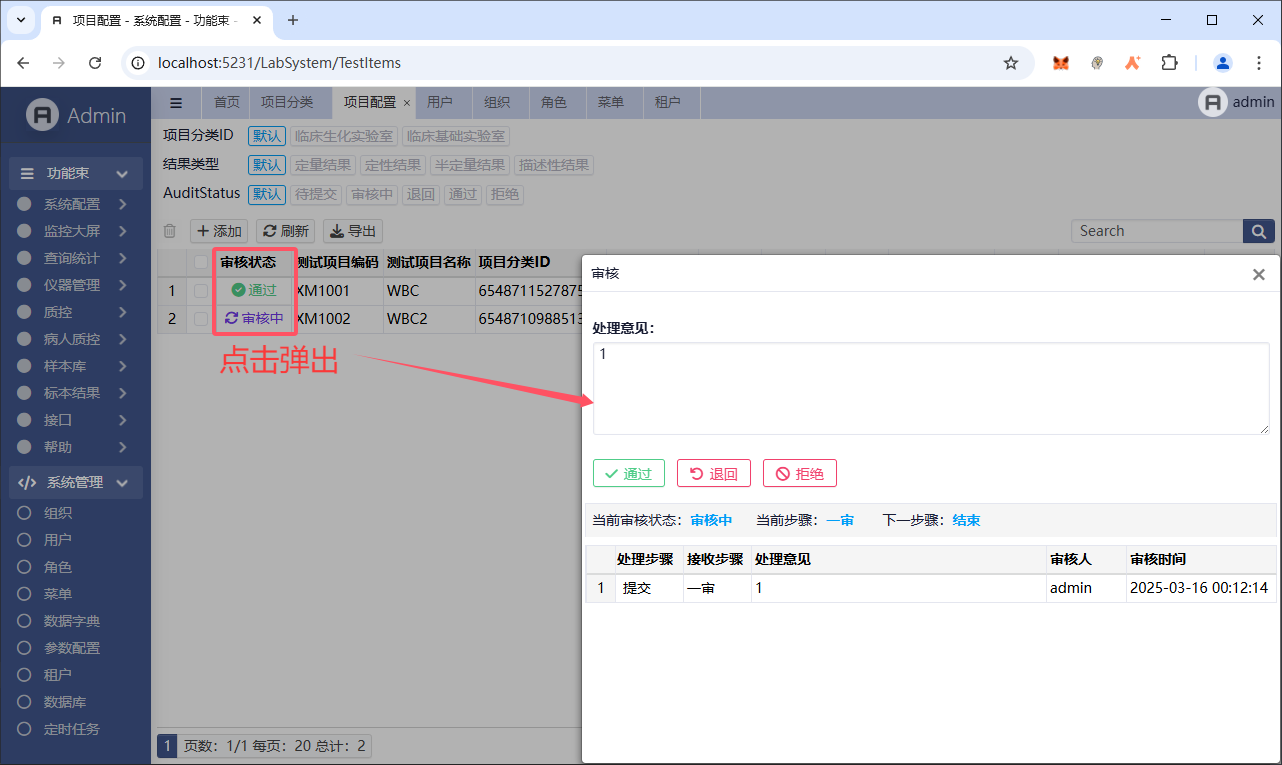 项目配置 - 系统配置 - 功能束 -
localhost:5231/LabSystem/TestItems
Admin
首页 项目分类 项目配置 × 用户 组织 角色 菜单 租户 admin
功能束
系统配置
监控大屏
查询统计
仪器管理
质控
病人质控
样本库
标本结果
接口
帮助
系统管理
组织
用户
角色
菜单
数据字典
参数配置
租户
数据库
定时任务
项目分类ID 默认 临床生化实验室 临床基础实验室
结果类型 默认 定量结果 定性结果 半定量结果 描述性结果
AuditStatus 默认 待提交 审核中 退回 通过 拒绝
添加 刷新 导出 Search
审核状态 测试项目编码 测试项目名称 项目分类ID
1 通过 XM1001 WBC 6548711527875
2 审核中 XM1002 WBC2 6548710988513
点击弹出
1 页数：1/1 每页：20 总计：2
审核
处理意见：
1
通过 退回 拒绝
当前审核状态：审核中 当前步骤：一审 下一步骤：结束
处理步骤 接收步骤 处理意见 审核人 审核时间
1 提交 一审 1 admin 2025-03-16 00:12:14